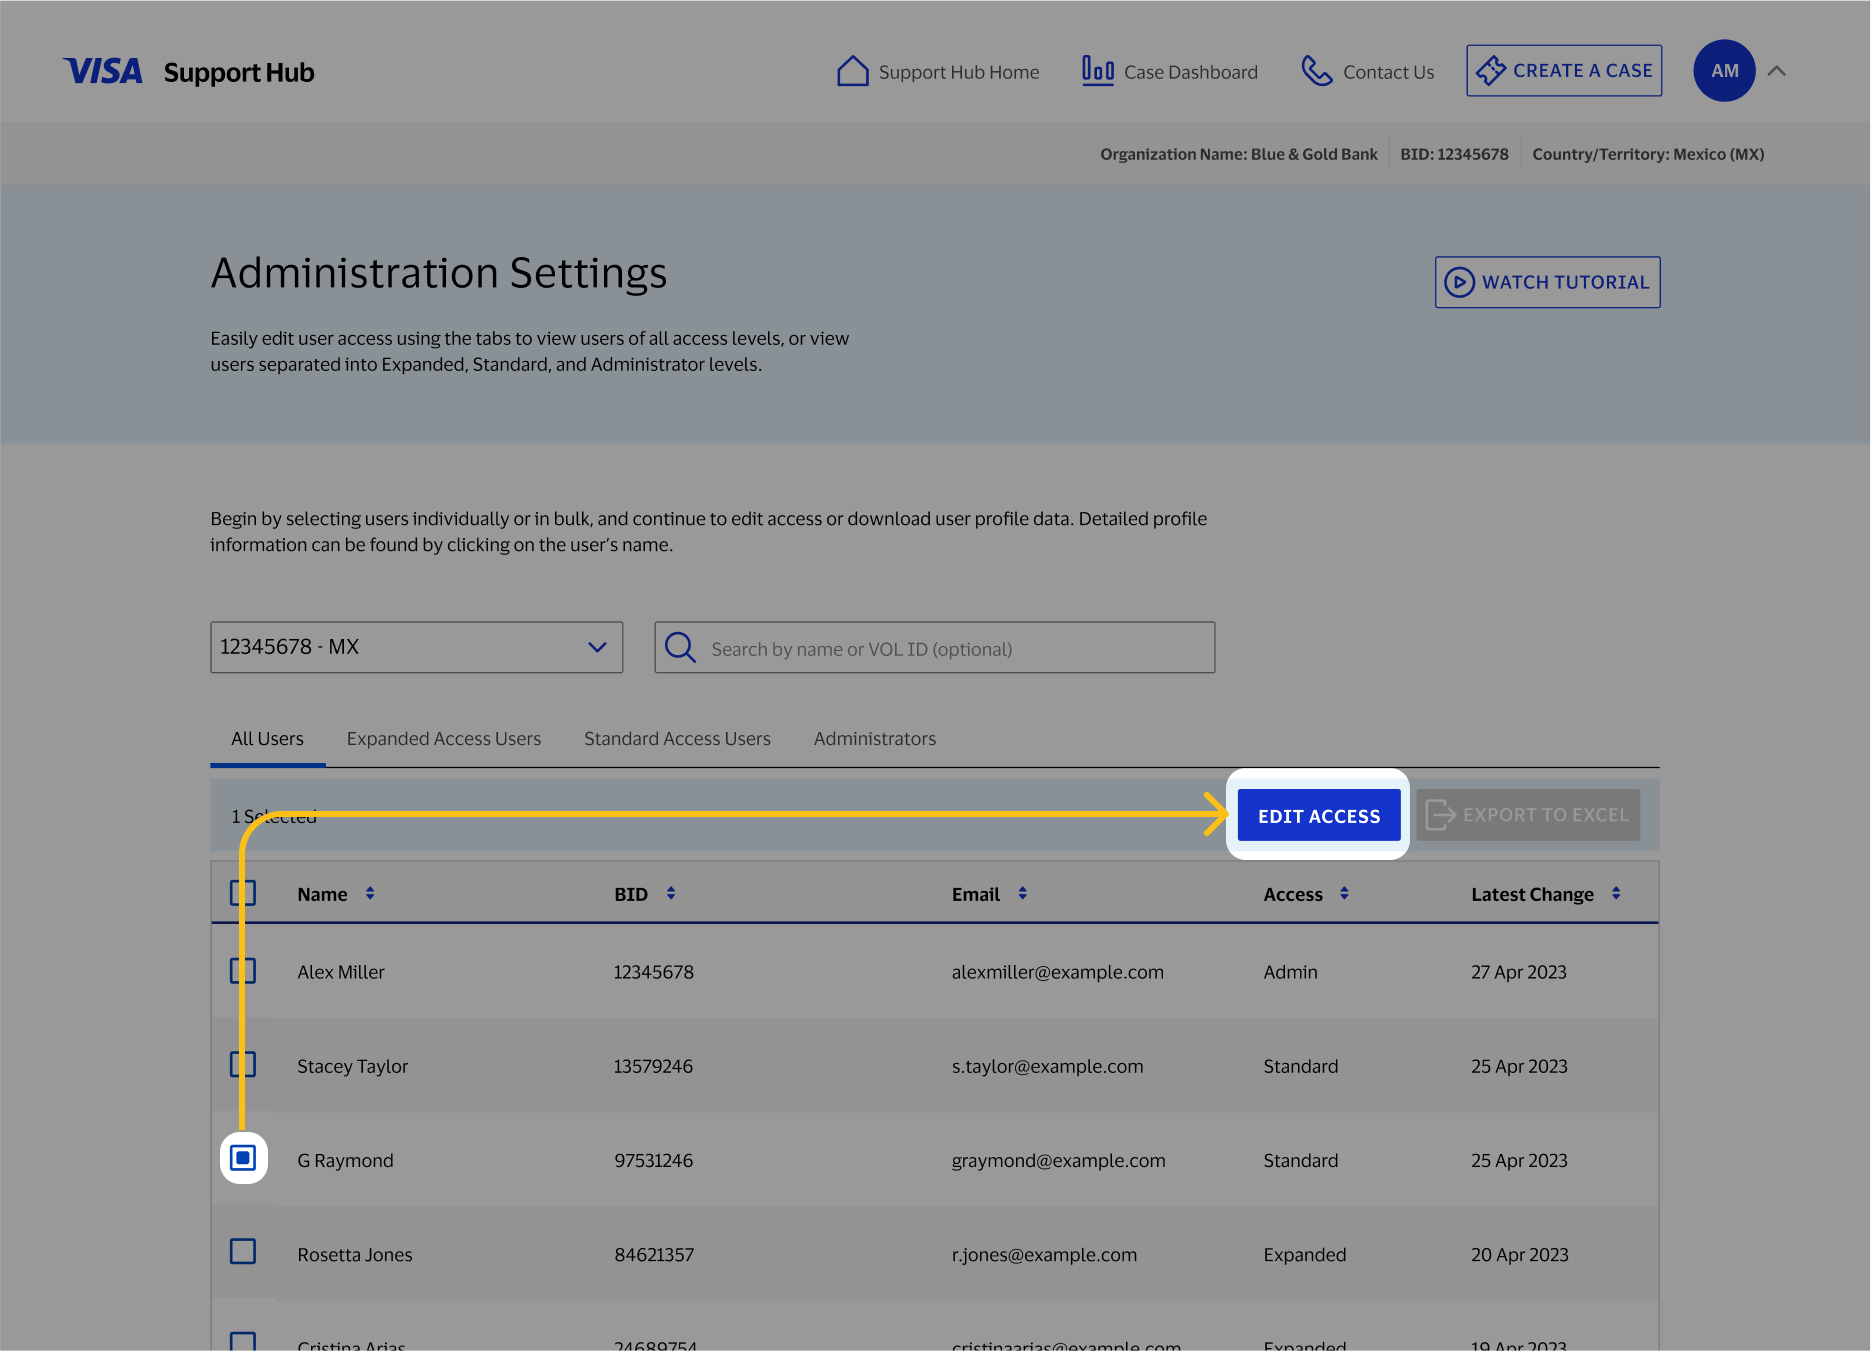 VISA Support Hub
Support Hub Home
Case Dashboard
Contact Us
CREATE A CASE
AM
Organization Name: Blue & Gold Bank
BID: 12345678
Country/Territory: Mexico (MX)
Administration Settings
WATCH TUTORIAL
Easily edit user access using the tabs to view users of all access levels, or view
users separated into Expanded, Standard, and Administrator levels.
Begin by selecting users individually or in bulk, and continue to edit access or download user profile data. Detailed profile
information can be found by clicking on the user’s name.
12345678 - MX
Search by name or VOL ID (optional)
All Users
Expanded Access Users
Standard Access Users
Administrators
1 Selected
EDIT ACCESS
EXPORT TO EXCEL
Name BID Email Access Latest Change
Alex Miller 12345678 alexmiller@example.com Admin 27 Apr 2023
Stacey Taylor 13579246 s.taylor@example.com Standard 25 Apr 2023
G Raymond 97531246 graymond@example.com Standard 25 Apr 2023
Rosetta Jones 84621357 r.jones@example.com Expanded 20 Apr 2023
Cristina Arias 24689754 cristinaarias@example.com Expanded 19 Apr 2023